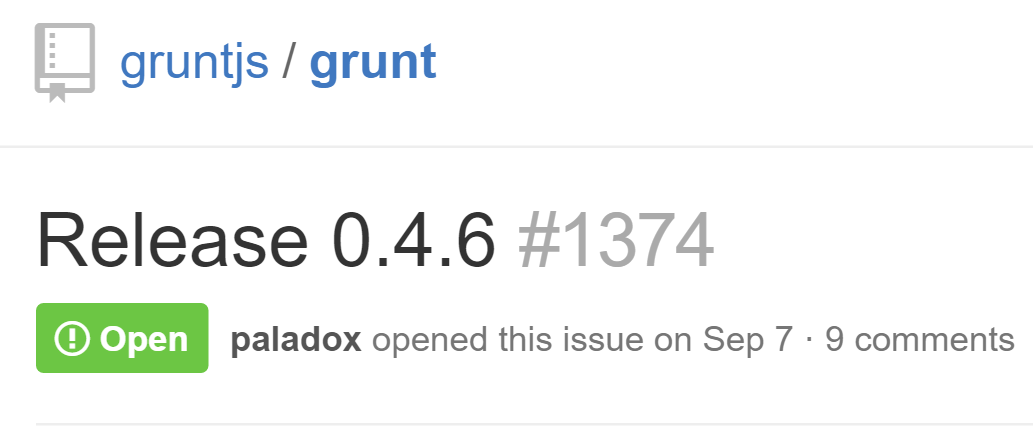 gruntjs / grunt
Release 0.4.6 #1374
Open paladox opened this issue on Sep 7 · 9 comments